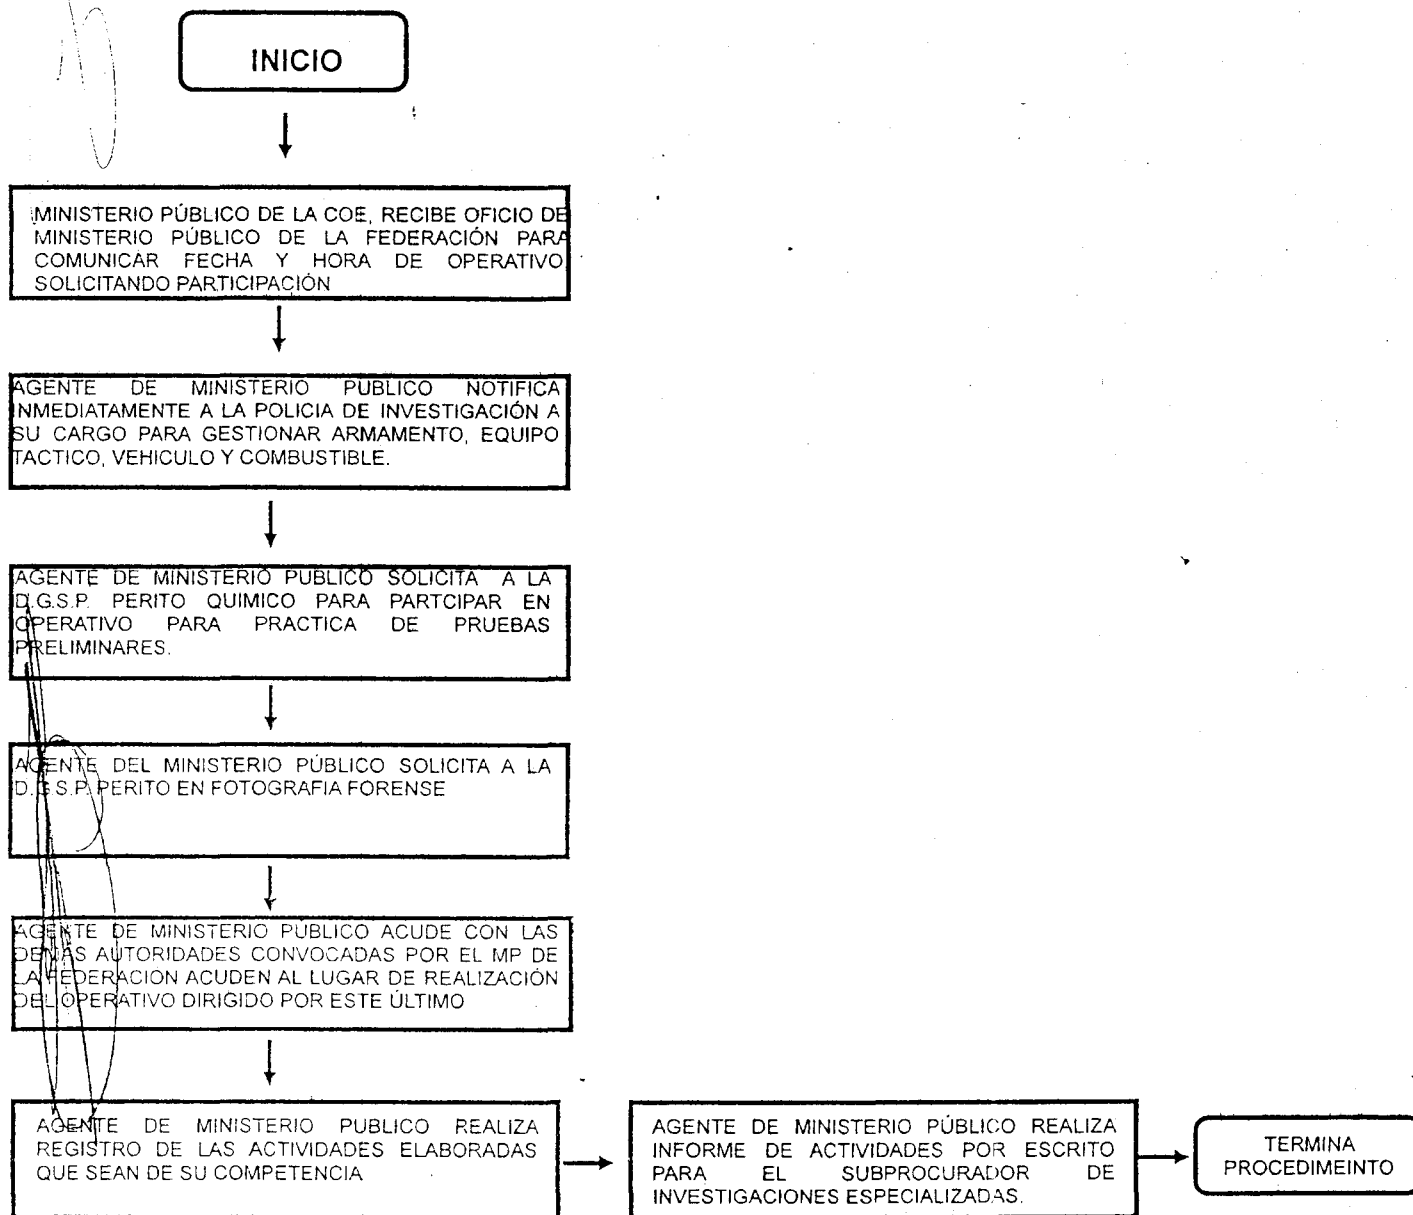 INICIO
MINISTERIO PÚBLICO DE LA COE, RECIBE OFICIO DE
MINISTERIO PÚBLICO DE LA FEDERACIÓN PARA
COMUNICAR FECHA Y HORA DE OPERATIVO
SOLICITANDO PARTICIPACIÓN
AGENTE DE MINISTERIO PUBLICO NOTIFICA
INMEDIATAMENTE A LA POLICIA DE INVESTIGACIÓN A
SU CARGO PARA GESTIONAR ARMAMENTO, EQUIPO
TACTICO, VEHICULO Y COMBUSTIBLE.
AGENTE DE MINISTERIO PUBLICO SOLICITA A LA
D.G.S.P. PERITO QUIMICO PARA PARTCIPAR EN
OPERATIVO PARA PRACTICA DE PRUEBAS
PRELIMINARES.
AGENTE DEL MINISTERIO PÚBLICO SOLICITA A LA
D.G.S.P. PERITO EN FOTOGRAFIA FORENSE
AGENTE DE MINISTERIO PUBLICO ACUDE CON LAS
DEMAS AUTORIDADES CONVOCADAS POR EL MP DE
LA FEDERACION ACUDEN AL LUGAR DE REALIZACIÓN
DEL OPERATIVO DIRIGIDO POR ESTE ÚLTIMO
AGENTE DE MINISTERIO PUBLICO REALIZA
REGISTRO DE LAS ACTIVIDADES ELABORADAS
QUE SEAN DE SU COMPETENCIA
AGENTE DE MINISTERIO PÚBLICO REALIZA
INFORME DE ACTIVIDADES POR ESCRITO
PARA EL SUBPROCURADOR DE
INVESTIGACIONES ESPECIALIZADAS.
TERMINA
PROCEDIMEINTO